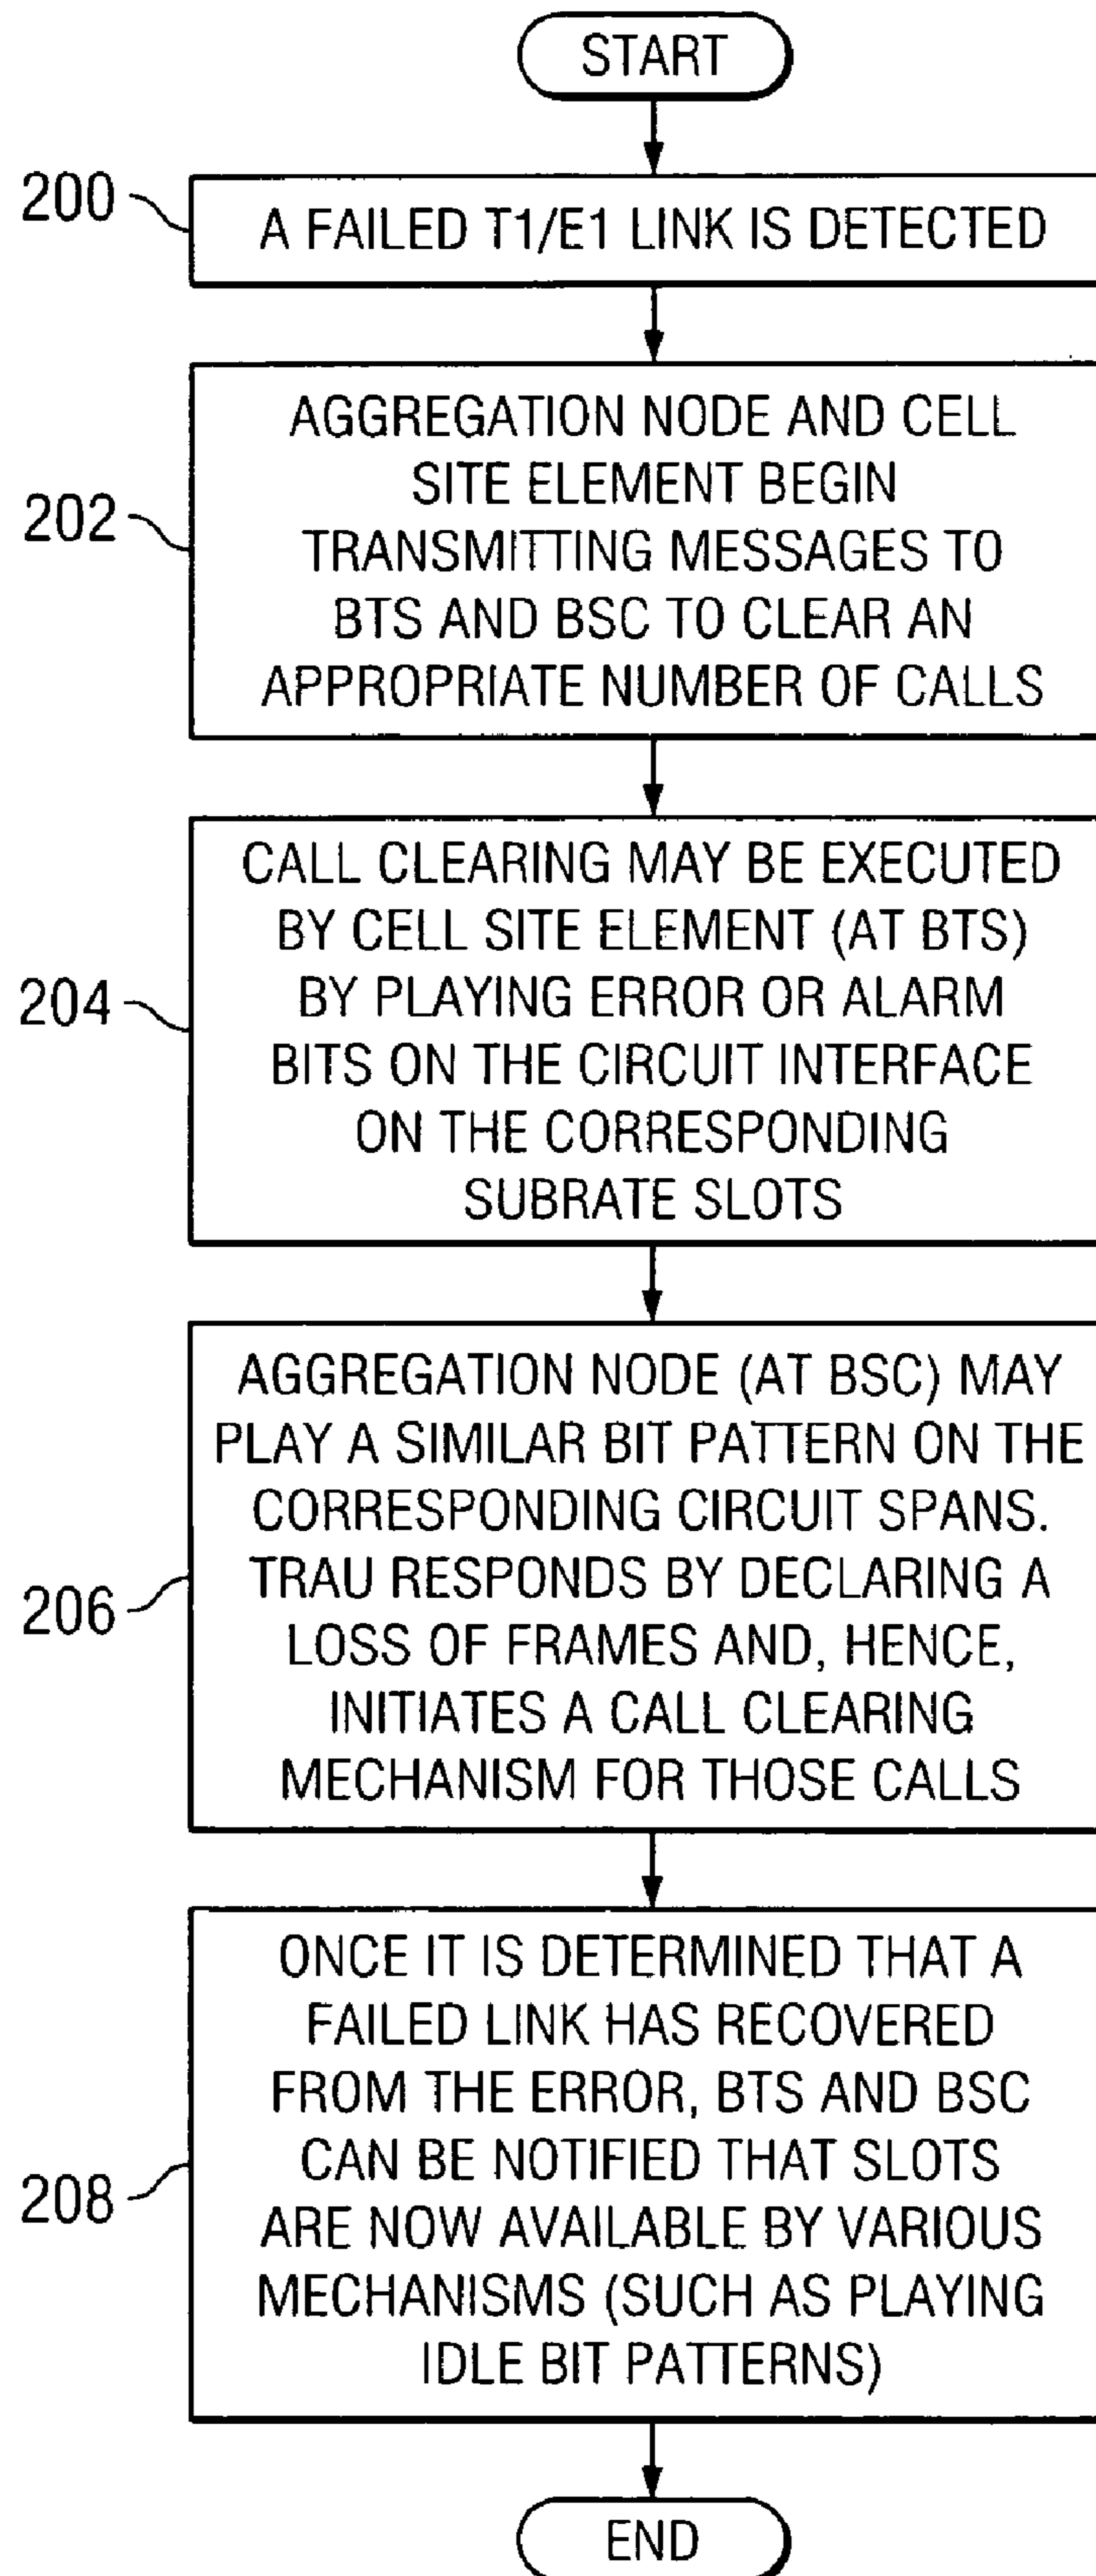 START
200
A FAILED T1/E1 LINK IS DETECTED
202
AGGREGATION NODE AND CELL
SITE ELEMENT BEGIN
TRANSMITTING MESSAGES TO
BTS AND BSC TO CLEAR AN
APPROPRIATE NUMBER OF CALLS
204
CALL CLEARING MAY BE EXECUTED
BY CELL SITE ELEMENT (AT BTS)
BY PLAYING ERROR OR ALARM
BITS ON THE CIRCUIT INTERFACE
ON THE CORRESPONDING
SUBRATE SLOTS
206
AGGREGATION NODE (AT BSC) MAY
PLAY A SIMILAR BIT PATTERN ON THE
CORRESPONDING CIRCUIT SPANS.
TRAU RESPONDS BY DECLARING A
LOSS OF FRAMES AND, HENCE,
INITIATES A CALL CLEARING
MECHANISM FOR THOSE CALLS
208
ONCE IT IS DETERMINED THAT A
FAILED LINK HAS RECOVERED
FROM THE ERROR, BTS AND BSC
CAN BE NOTIFIED THAT SLOTS
ARE NOW AVAILABLE BY VARIOUS
MECHANISMS (SUCH AS PLAYING
IDLE BIT PATTERNS)
END